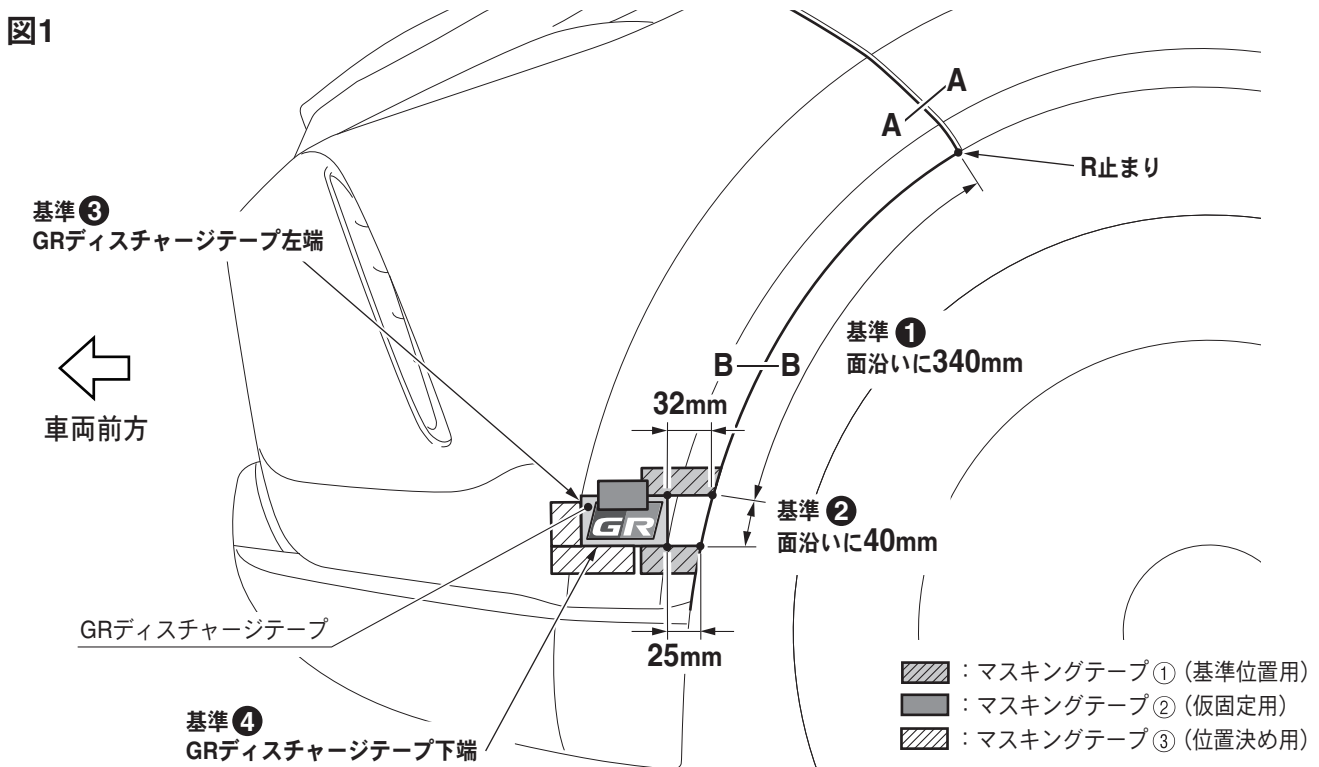 図1
A
A
R止まり
基準❸
GRディスチャージテープ左端
基準❶
面沿いに340mm
B B
32mm
車両前方
基準❷
面沿いに40mm
GR
GRディスチャージテープ
25mm
基準❹
GRディスチャージテープ下端
：マスキングテープ①（基準位置用）
：マスキングテープ②（仮固定用）
：マスキングテープ③（位置決め用）